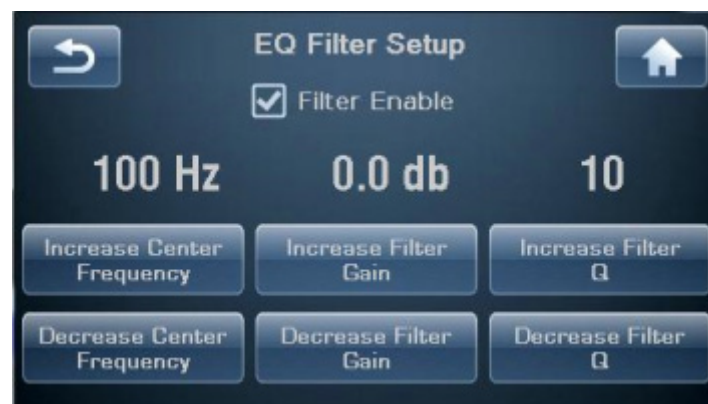 EQ Filter Setup
Filter Enable
100 Hz 0.0 db 10
Increase Center Frequency
Increase Filter Gain
Increase Filter Q
Decrease Center Frequency
Decrease Filter Gain
Decrease Filter Q